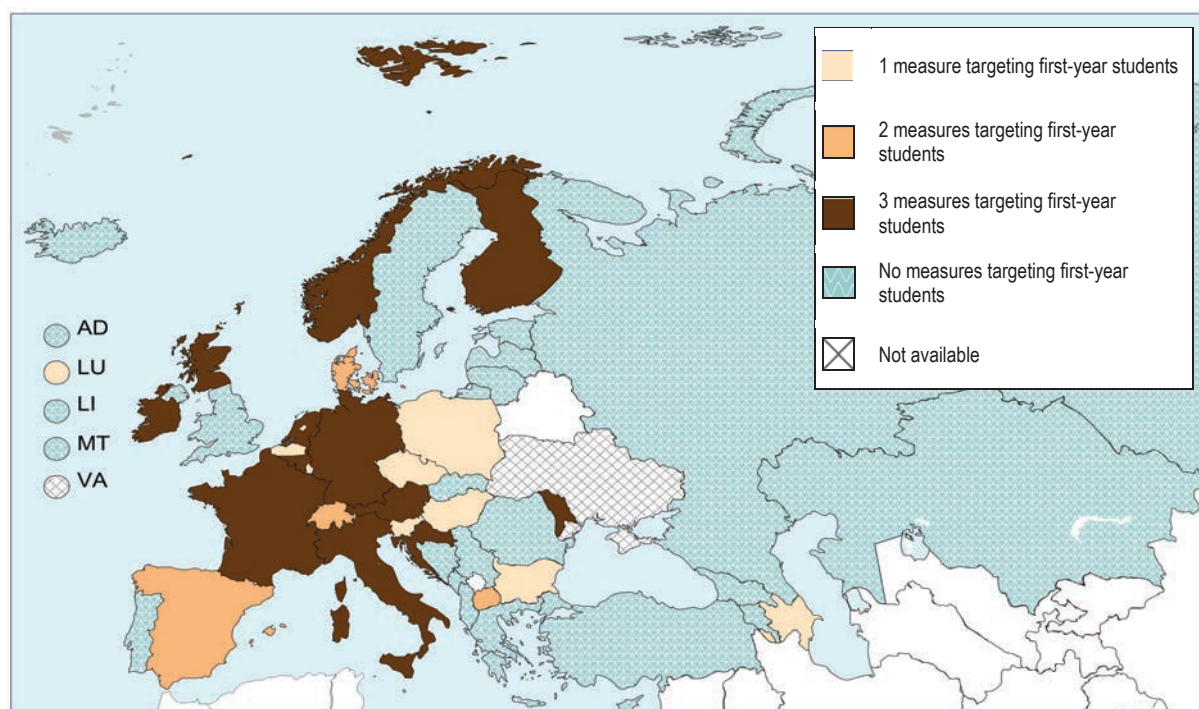 1 measure targeting first-year students
2 measures targeting first-year
students
3 measures targeting first-year
students
No measures targeting first-year
students
Not available
AD
LU
LI
MT
VA